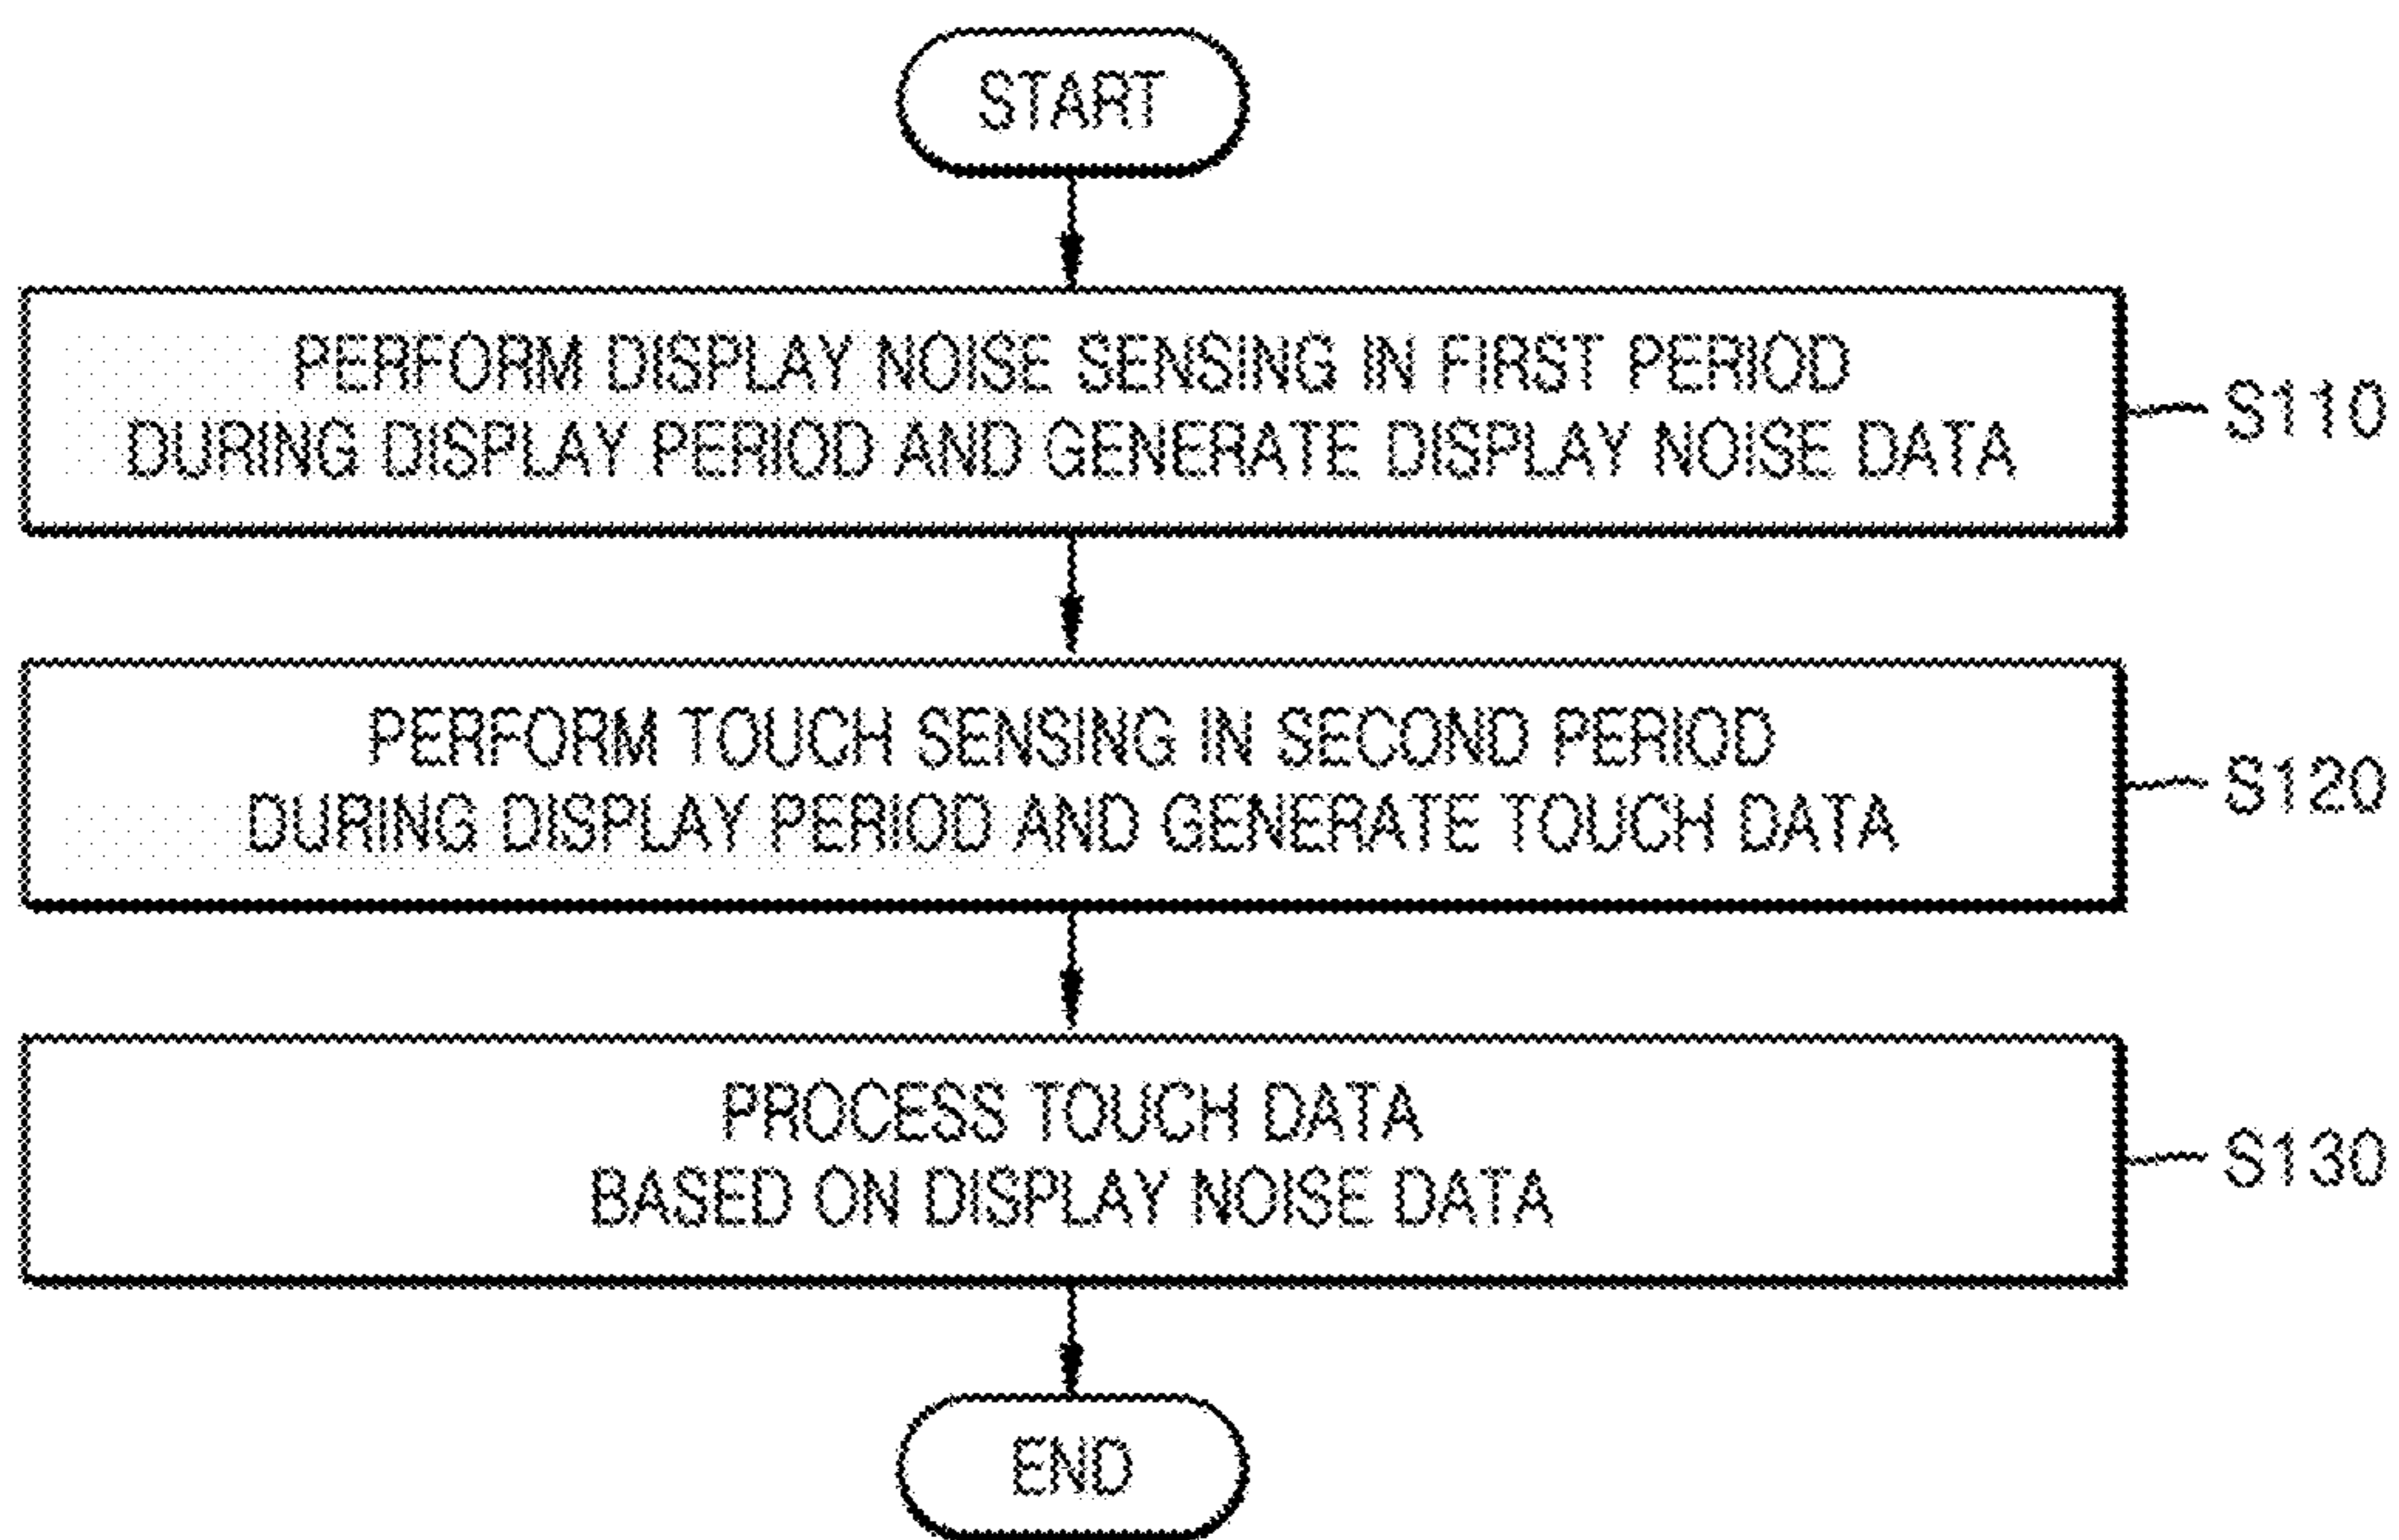 START
PERFORM DISPLAY NOISE SENSING IN FIRST PERIOD
DURING DISPLAY PERIOD AND GENERATE DISPLAY NOISE DATA
S110
PERFORM TOUCH SENSING IN SECOND PERIOD
DURING DISPLAY PERIOD AND GENERATE TOUCH DATA
S120
PROCESS TOUCH DATA
BASED ON DISPLAY NOISE DATA
S130
END